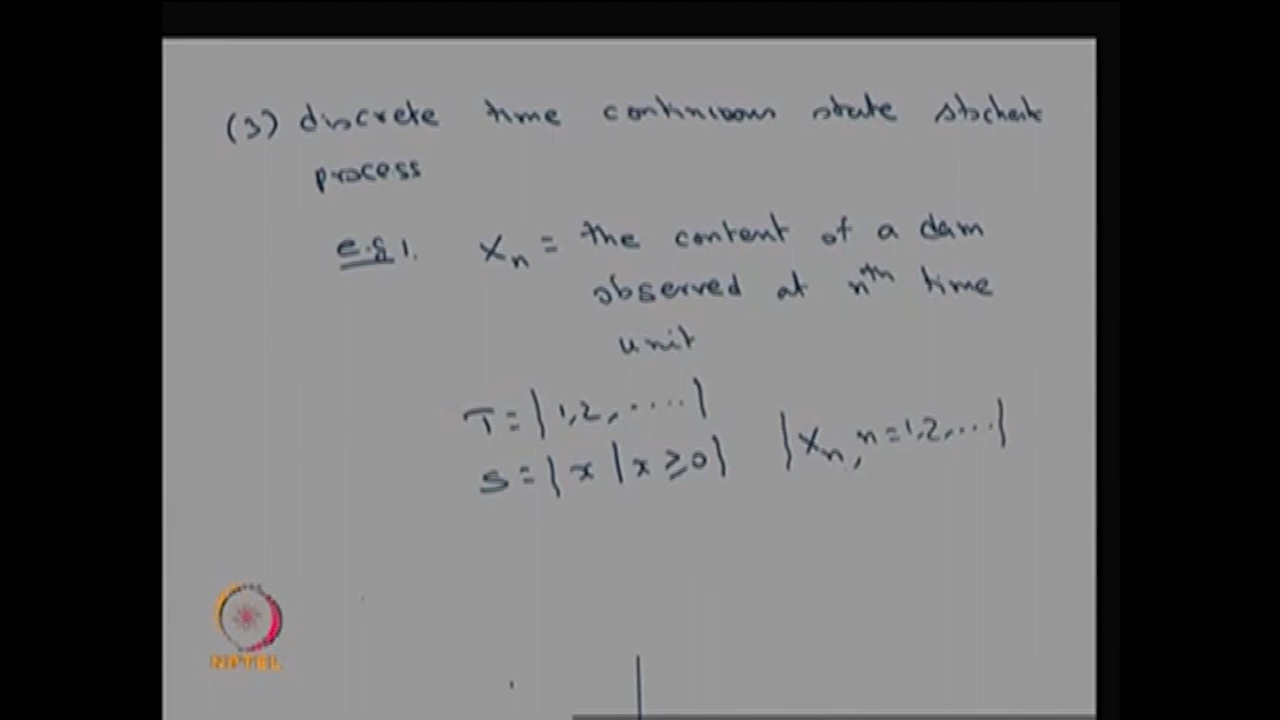 (3) discrete time continuous state stochastic
process
e.g 1. Xn = the content of a dam
observed at nth time
unit
T = {1,2, ....}
S = {x | x ≥ 0} {Xn, n = 1,2, ...}
NPTEL